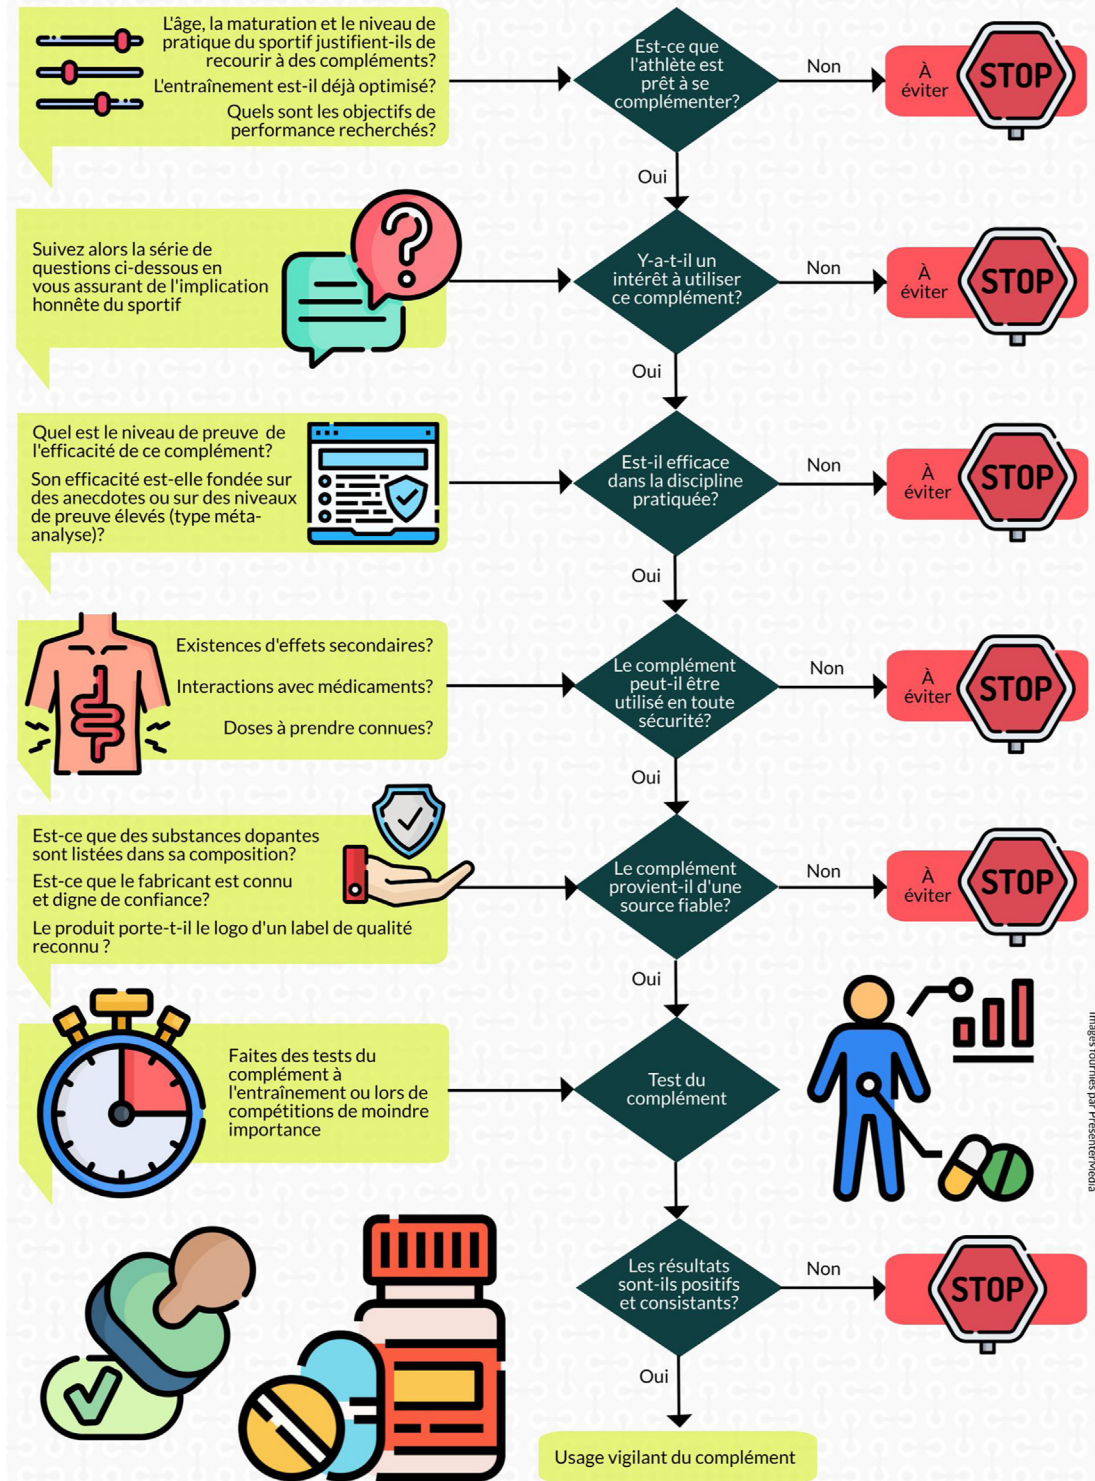 L'âge, la maturation et le niveau de
pratique du sportif justifient-ils de
recourir à des compléments?
L'entraînement est-il déjà optimisé?
Quels sont les objectifs de
performance recherchés?
Est-ce que
l'athlète est
prêt à se
complémenter?
Non
À
éviter
STOP
Oui
Suivez alors la série de
questions ci-dessous en
vous assurant de l'implication
honnête du sportif
Y-a-t-il un
intérêt à utiliser
ce complément?
Non
À
éviter
STOP
Oui
Quel est le niveau de preuve de
l'efficacité de ce complément?
Son efficacité est-elle fondée sur
des anecdotes ou sur des niveaux
de preuve élevés (type méta-
analyse)?
Est-il efficace
dans la discipline
pratiquée?
Non
À
éviter
STOP
Oui
Existences d'effets secondaires?
Interactions avec médicaments?
Doses à prendre connues?
Le complément
peut-il être
utilisé en toute
sécurité?
Non
À
éviter
STOP
Oui
Est-ce que des substances dopantes
sont listées dans sa composition?
Est-ce que le fabricant est connu
et digne de confiance?
Le produit porte-t-il le logo d'un label de qualité
reconnu ?
Le complément
provient-il d'une
source fiable?
Non
À
éviter
STOP
Oui
Faites des tests du
complément à
l'entraînement ou lors de
compétitions de moindre
importance
Test du
complément
Images fournies par PresenterMedia
Les résultats
sont-ils positifs
et consistants?
Non
STOP
Oui
Usage vigilant du complément